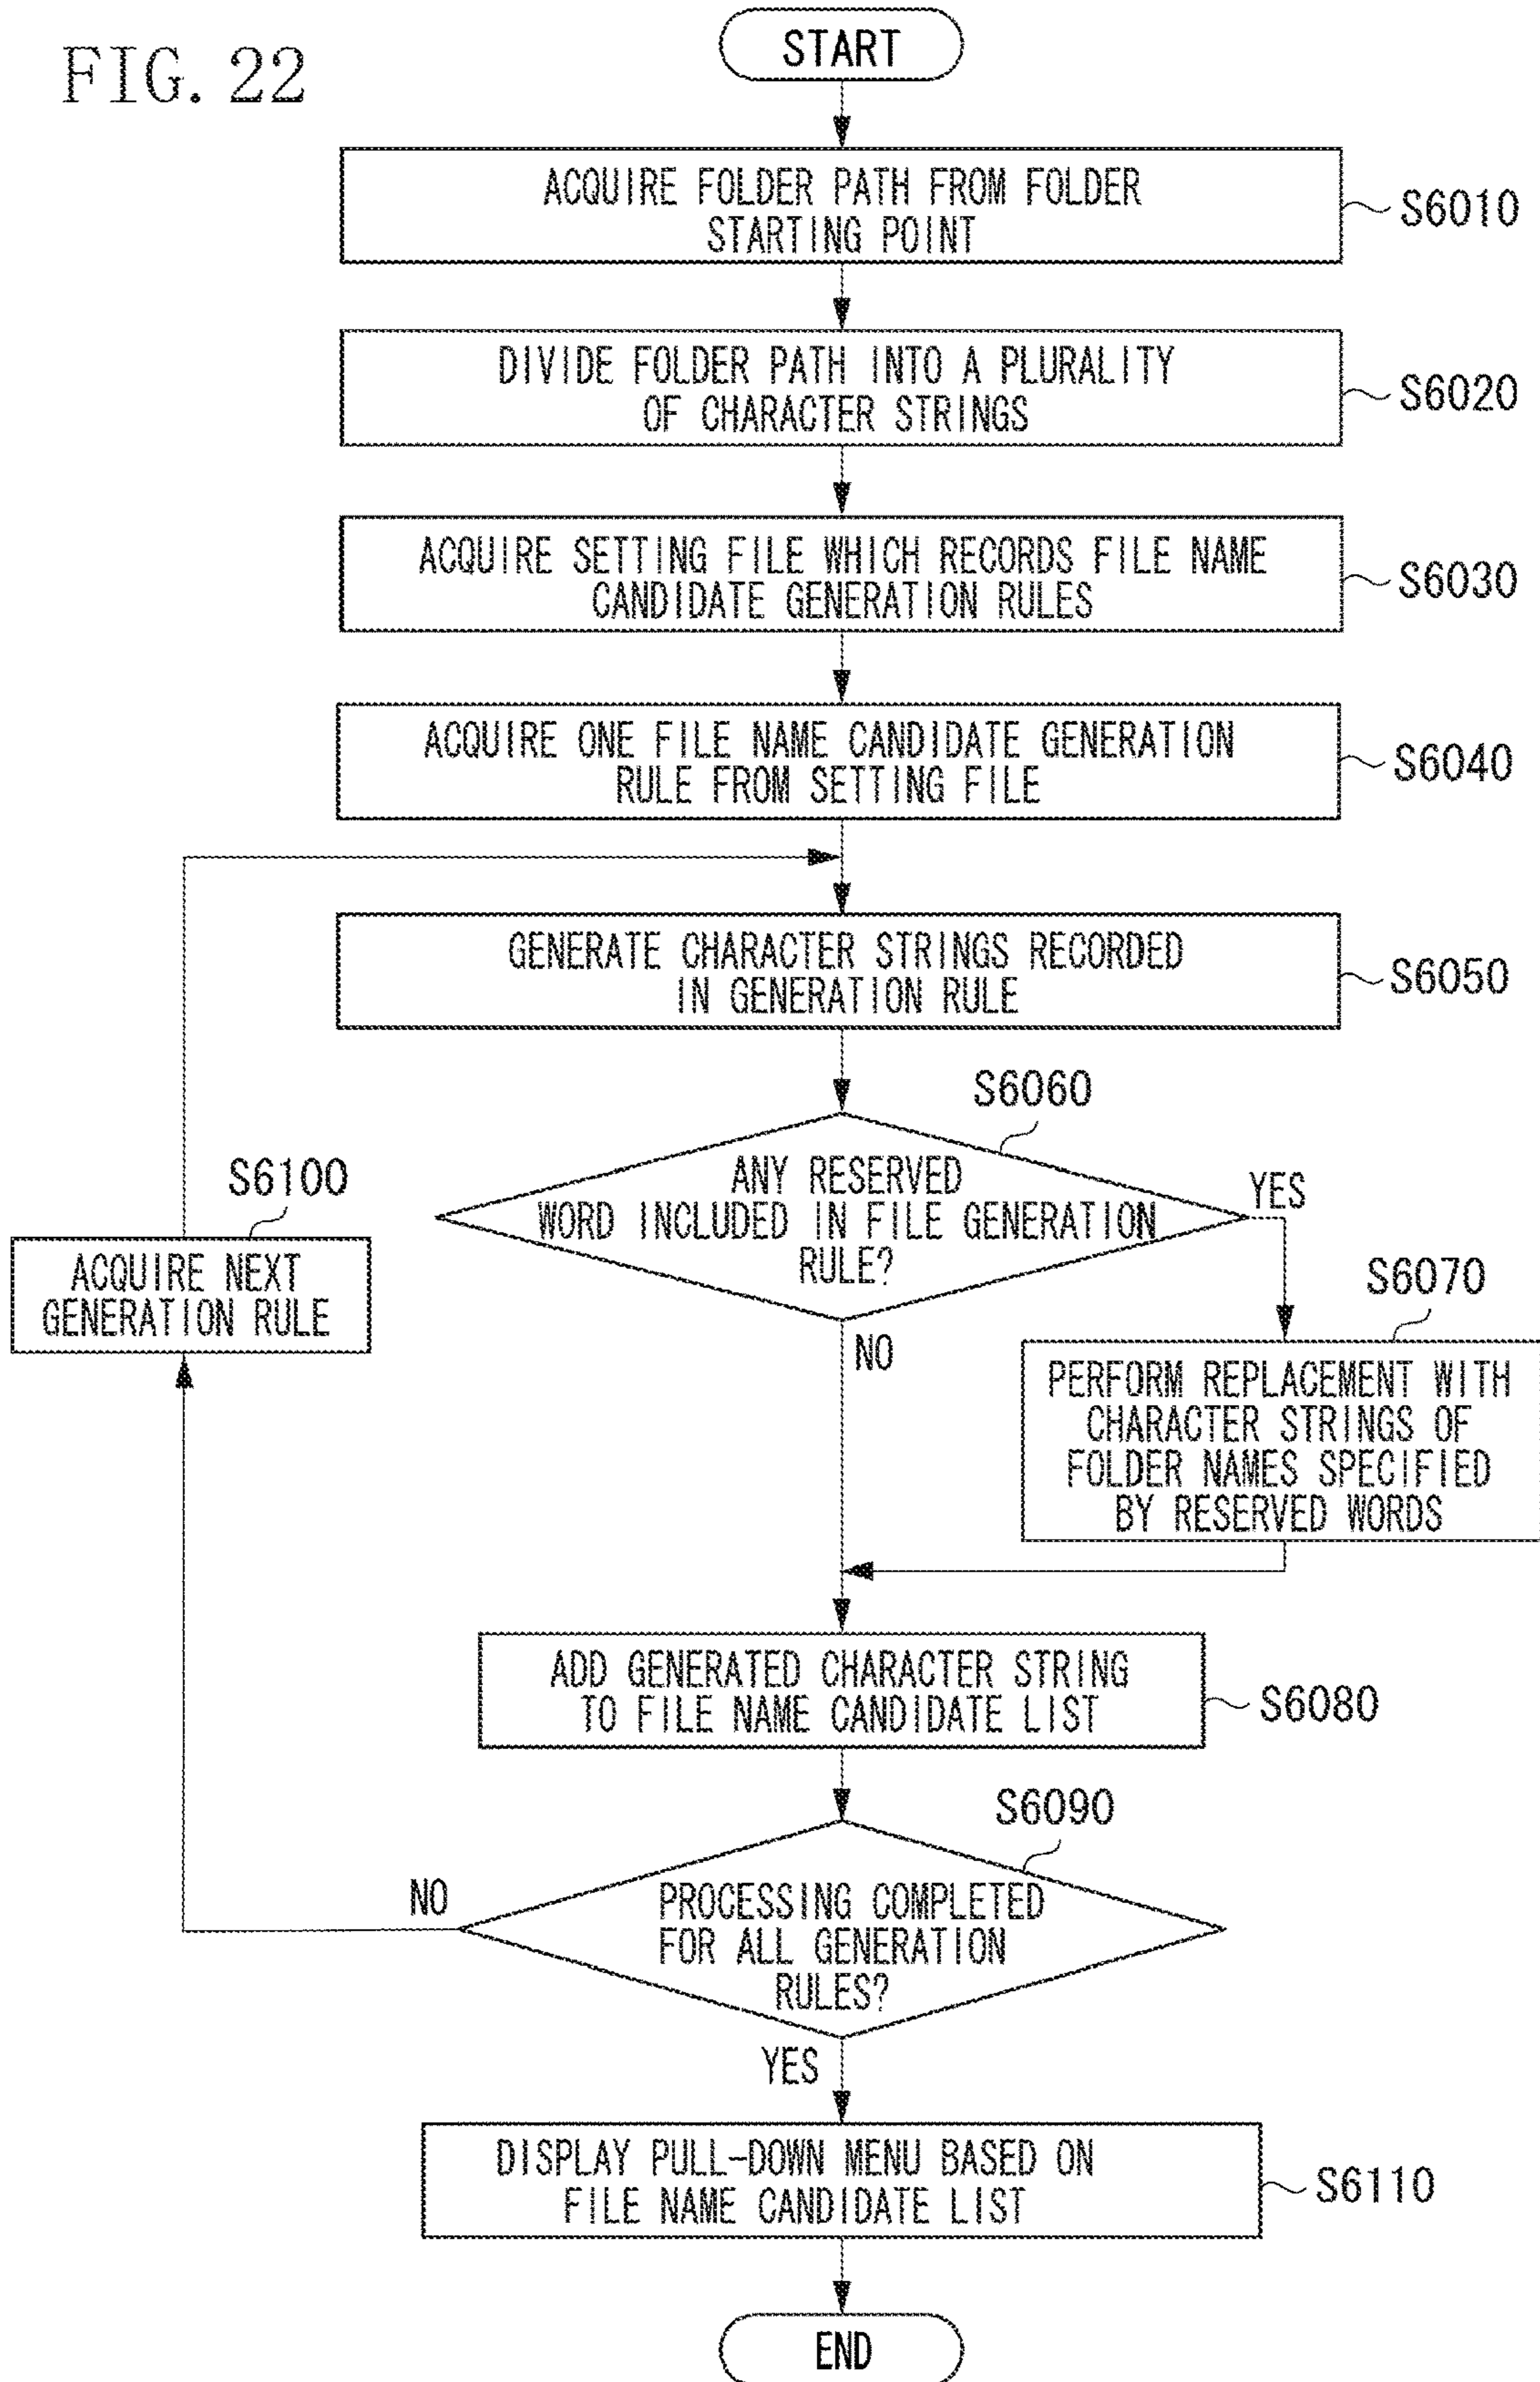 FIG. 22
START
ACQUIRE FOLDER PATH FROM FOLDER
STARTING POINT
S6010
DIVIDE FOLDER PATH INTO A PLURALITY
OF CHARACTER STRINGS
S6020
ACQUIRE SETTING FILE WHICH RECORDS FILE NAME
CANDIDATE GENERATION RULES
S6030
ACQUIRE ONE FILE NAME CANDIDATE GENERATION
RULE FROM SETTING FILE
S6040
GENERATE CHARACTER STRINGS RECORDED
IN GENERATION RULE
S6050
S6060
ANY RESERVED
WORD INCLUDED IN FILE GENERATION
RULE?
YES
NO
S6100
ACQUIRE NEXT
GENERATION RULE
S6070
PERFORM REPLACEMENT WITH
CHARACTER STRINGS OF
FOLDER NAMES SPECIFIED
BY RESERVED WORDS
ADD GENERATED CHARACTER STRING
TO FILE NAME CANDIDATE LIST
S6080
S6090
PROCESSING COMPLETED
FOR ALL GENERATION
RULES?
NO
YES
DISPLAY PULL-DOWN MENU BASED ON
FILE NAME CANDIDATE LIST
S6110
END